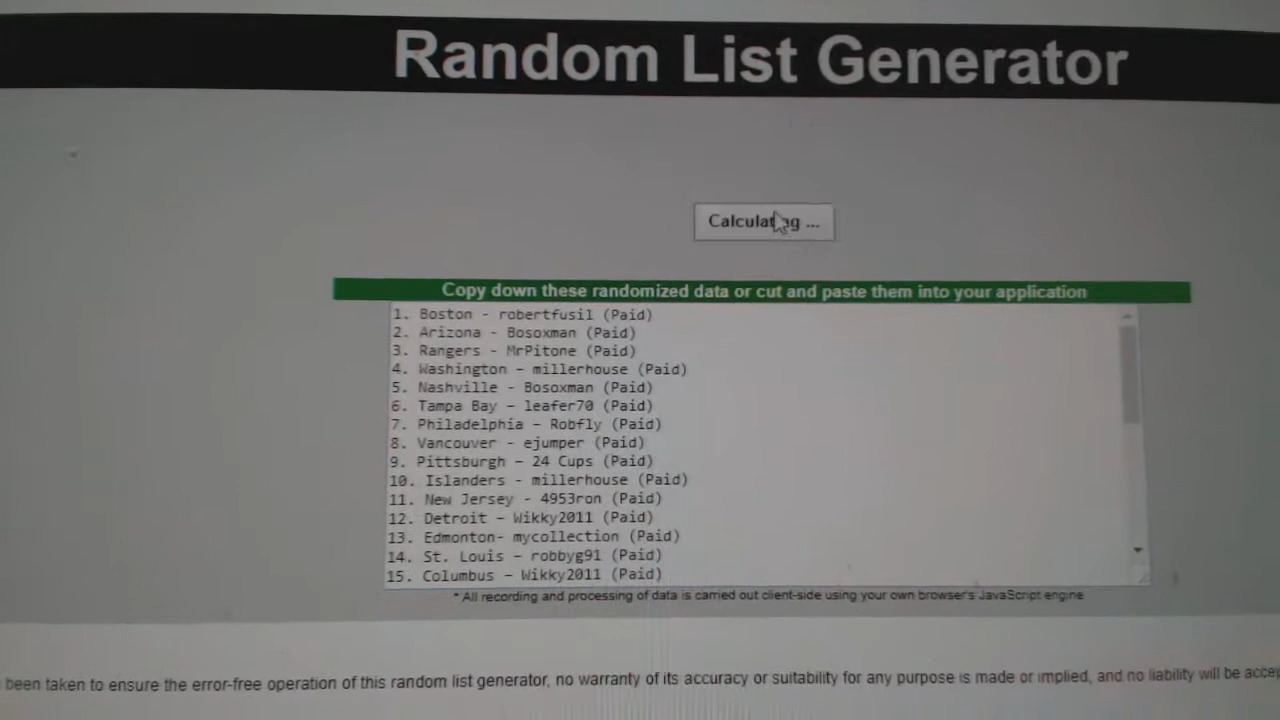 Random List Generator
Calculating ...
Copy down these randomized data or cut and paste them into your application
1. Boston - robertfusil (Paid)
2. Arizona - Bosoxman (Paid)
3. Rangers - MrPitone (Paid)
4. Washington - millerhouse (Paid)
5. Nashville - Bosoxman (Paid)
6. Tampa Bay - leafer70 (Paid)
7. Philadelphia - Robfly (Paid)
8. Vancouver - ejumper (Paid)
9. Pittsburgh - 24 Cups (Paid)
10. Islanders - millerhouse (Paid)
11. New Jersey - 4953ron (Paid)
12. Detroit - Wikky2011 (Paid)
13. Edmonton- mycollection (Paid)
14. St. Louis - robbyg91 (Paid)
15. Columbus - Wikky2011 (Paid)
* All recording and processing of data is carried out client-side using your own browser's JavaScript engine
been taken to ensure the error-free operation of this random list generator, no warranty of its accuracy or suitability for any purpose is made or implied, and no liability will be accep